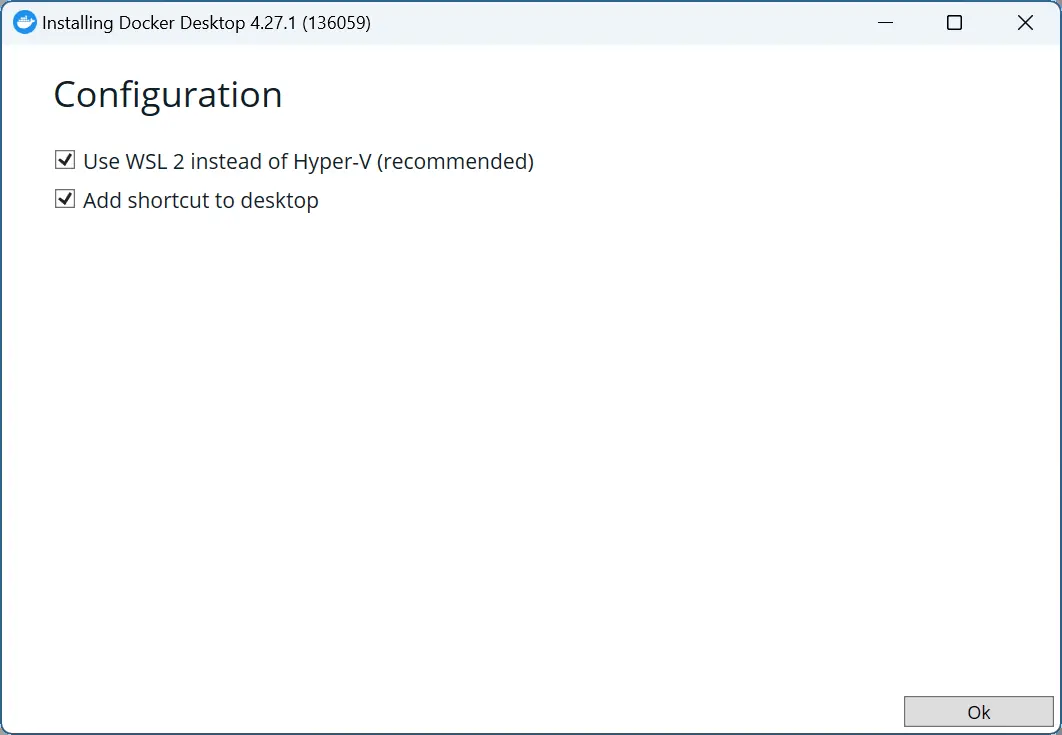 Installing Docker Desktop 4.27.1 (136059)
Configuration
Use WSL 2 instead of Hyper-V (recommended)
Add shortcut to desktop
Ok